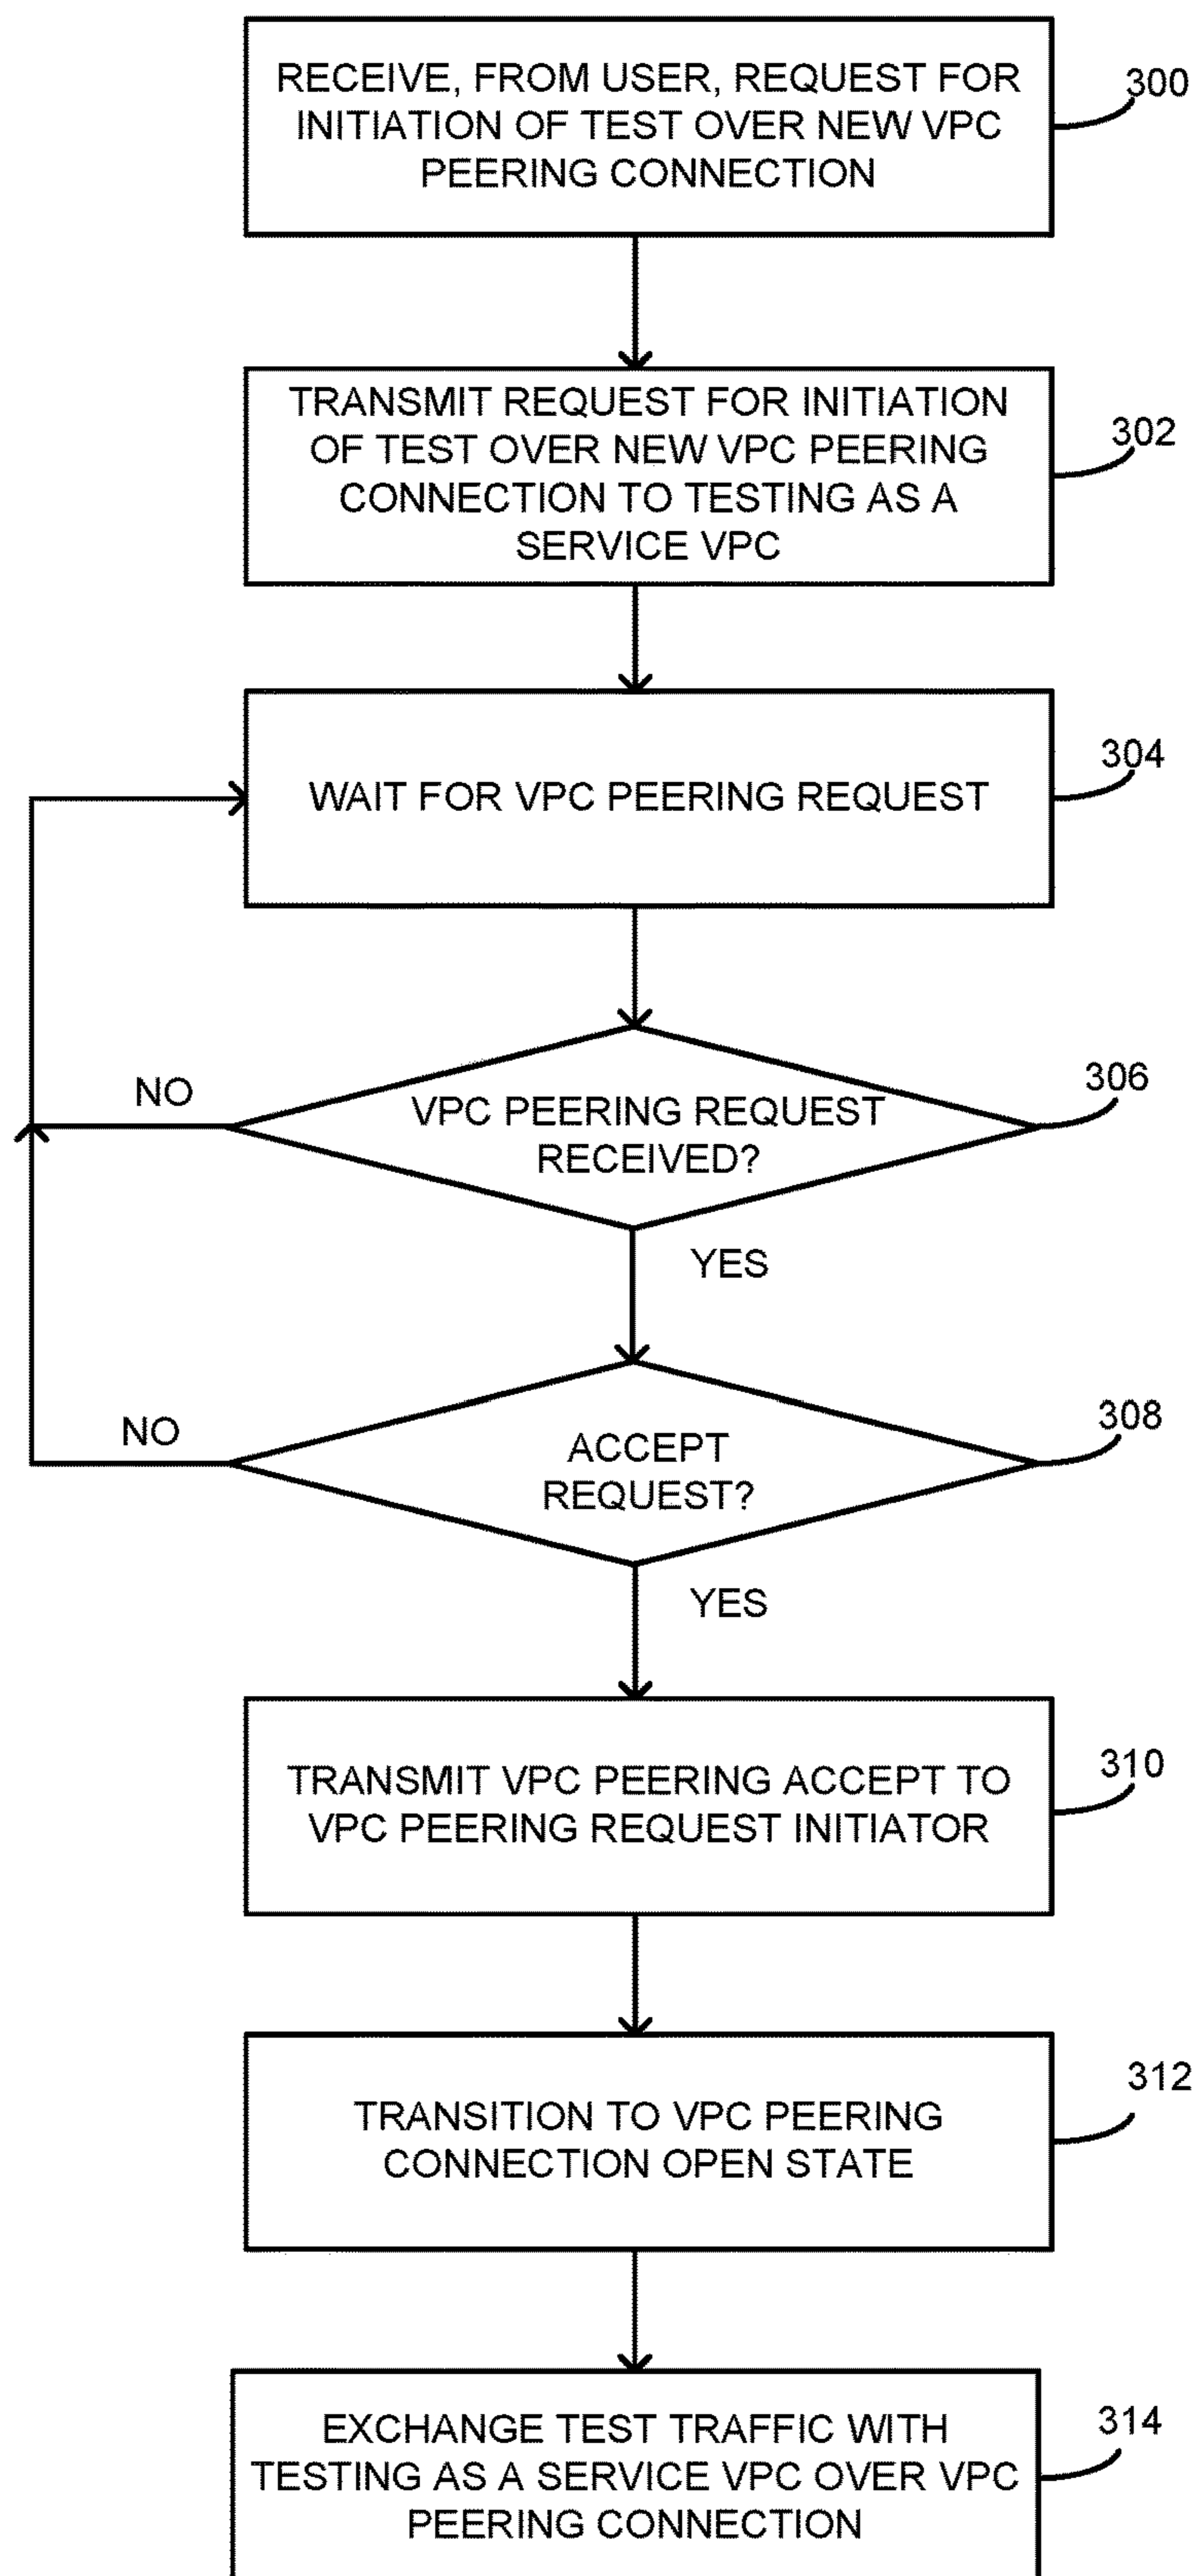 RECEIVE, FROM USER, REQUEST FOR
INITIATION OF TEST OVER NEW VPC
PEERING CONNECTION
300
TRANSMIT REQUEST FOR INITIATION
OF TEST OVER NEW VPC PEERING
CONNECTION TO TESTING AS A
SERVICE VPC
302
WAIT FOR VPC PEERING REQUEST
304
NO
VPC PEERING REQUEST
RECEIVED?
306
YES
NO
ACCEPT
REQUEST?
308
YES
TRANSMIT VPC PEERING ACCEPT TO
VPC PEERING REQUEST INITIATOR
310
TRANSITION TO VPC PEERING
CONNECTION OPEN STATE
312
EXCHANGE TEST TRAFFIC WITH
TESTING AS A SERVICE VPC OVER VPC
PEERING CONNECTION
314